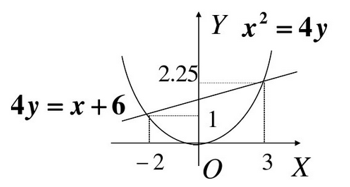 Y x² = 4y
2.25
4y = x + 6
1
−2 O 3 X